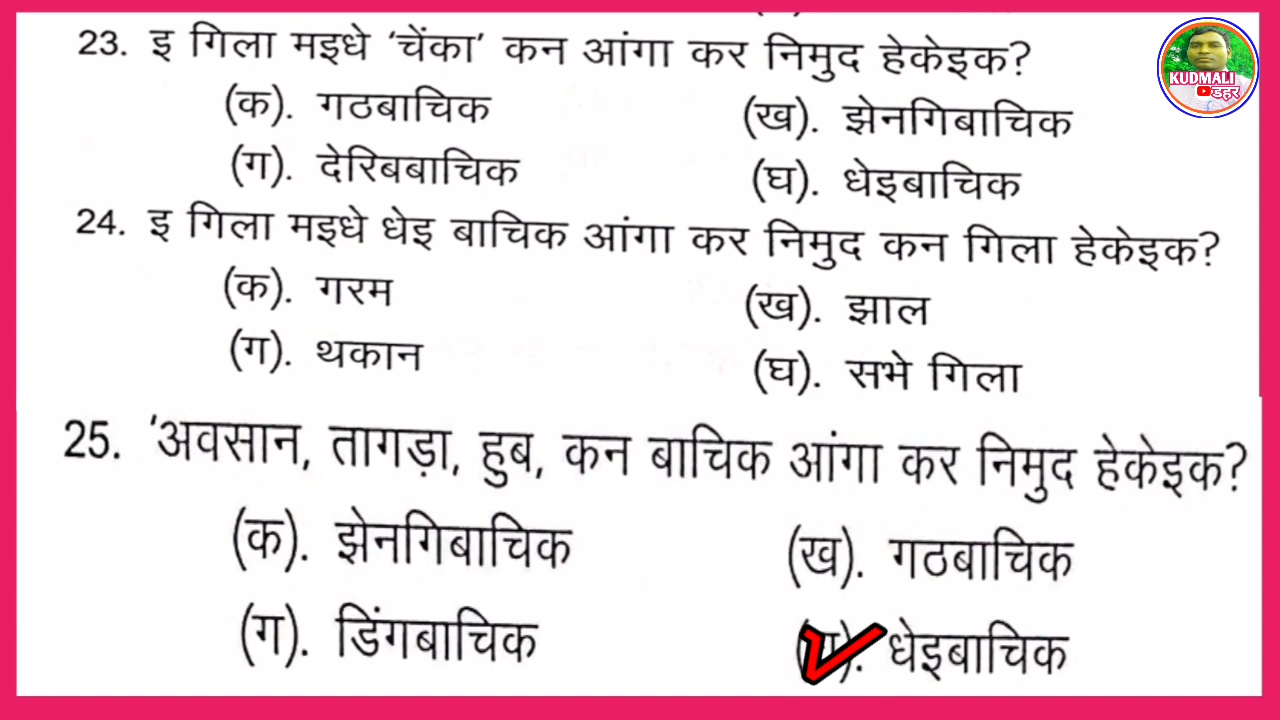 23. इ गिला मइधे 'चेंका' कन आंगा कर निमुद हेकेइक?
(क). गठबाचिक (ख). झेनगिबाचिक
(ग). देरिबबाचिक (घ). धेइबाचिक
24. इ गिला मइधे धेइ बाचिक आंगा कर निमुद कन गिला हेकेइक?
(क). गरम (ख). झाल
(ग). थकान (घ). सभे गिला
25. 'अवसान, तागड़ा, हुब, कन बाचिक आंगा कर निमुद हेकेइक?
(क). झेनगिबाचिक (ख). गठबाचिक
(ग). डिंगबाचिक (घ). धेइबाचिक
KUDMALI
डहर